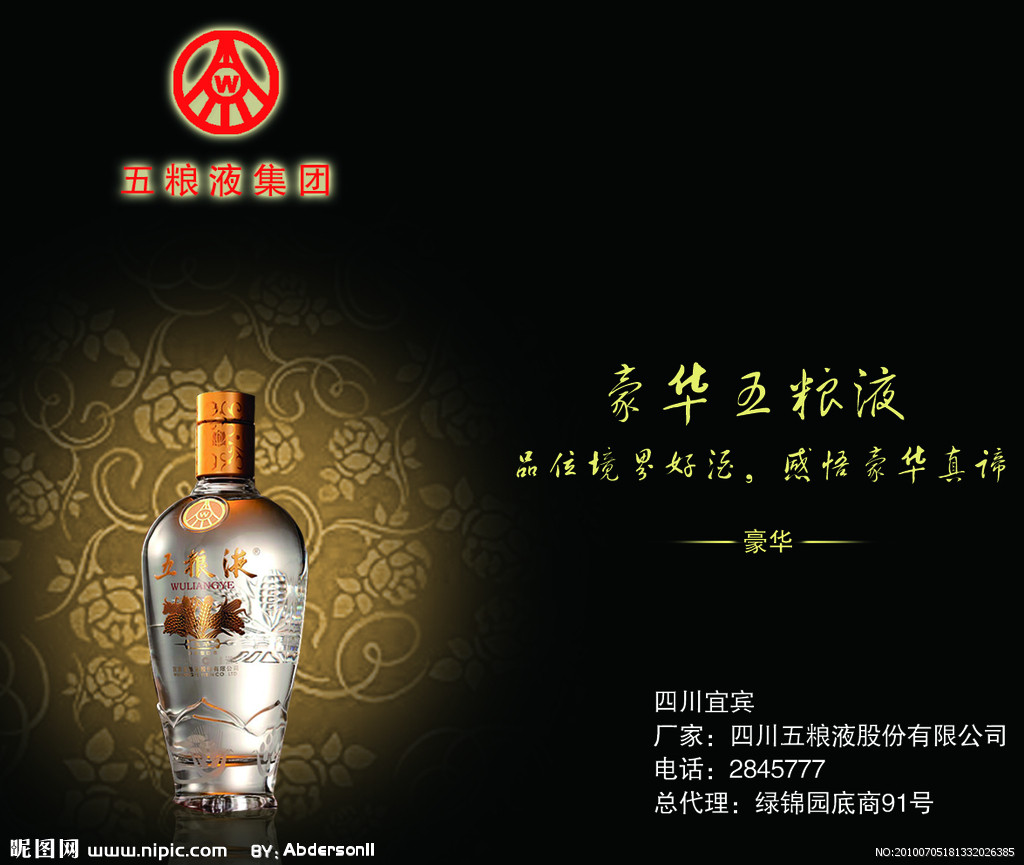 W
五粮液集团
豪华五粮液
品位境界好酒，感悟豪华真谛
豪华
五粮液®
WULIANGYE
四川宜宾
厂家：四川五粮液股份有限公司
电话：2845777
总代理：绿锦园底商91号
昵图网 www.nipic.com BY: Abdersonll
NO:20100705181332026385